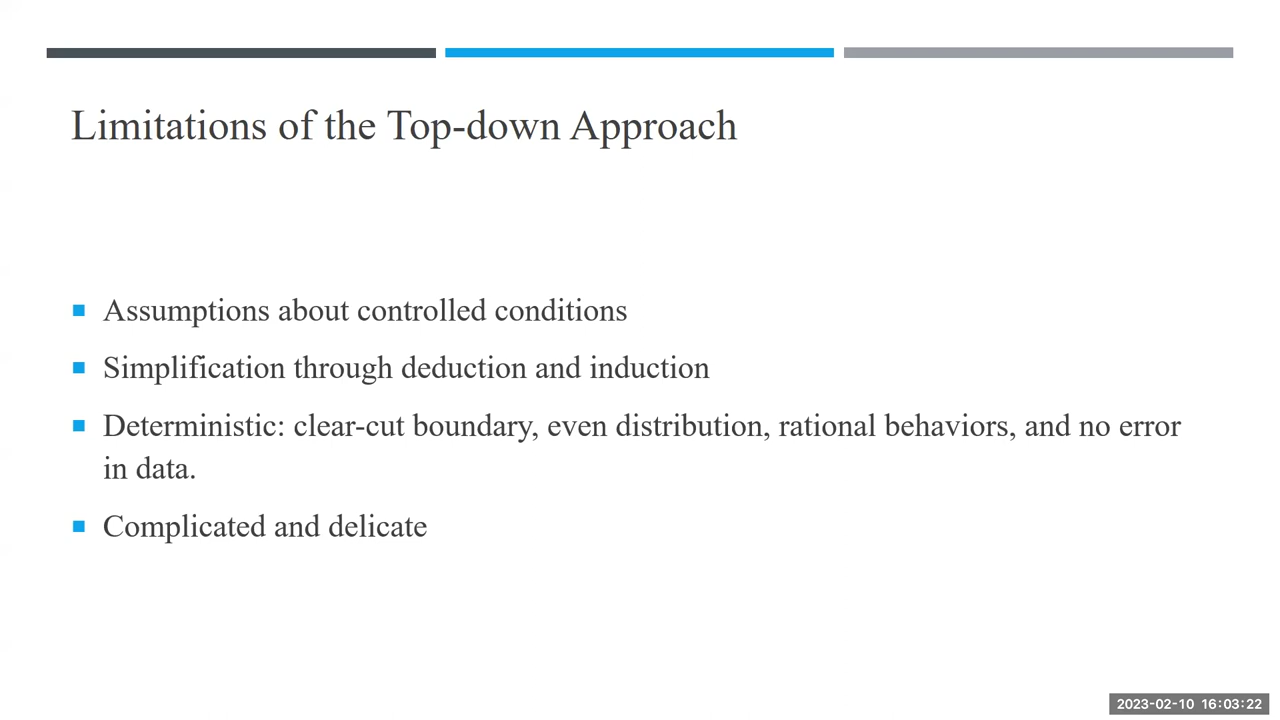 Limitations of the Top-down Approach
Assumptions about controlled conditions
Simplification through deduction and induction
Deterministic: clear-cut boundary, even distribution, rational behaviors, and no error
in data.
Complicated and delicate
2023-02-10 16:03:22